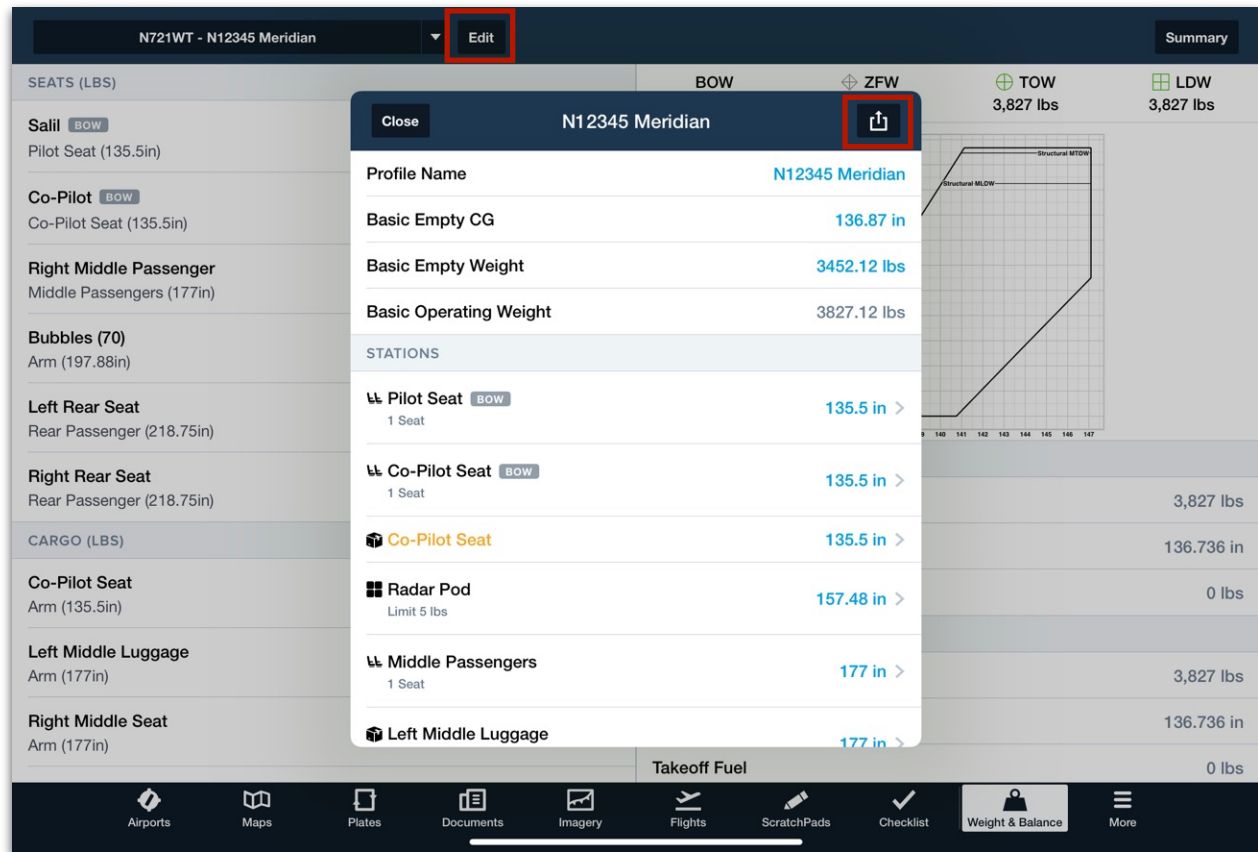 N721WT - N12345 Meridian
Edit
Summary
SEATS (LBS)
Salil BOW
Pilot Seat (135.5in)
Co-Pilot BOW
Co-Pilot Seat (135.5in)
Right Middle Passenger
Middle Passengers (177in)
Bubbles (70)
Arm (197.88in)
Left Rear Seat
Rear Passenger (218.75in)
Right Rear Seat
Rear Passenger (218.75in)
CARGO (LBS)
Co-Pilot Seat
Arm (135.5in)
Left Middle Luggage
Arm (177in)
Right Middle Seat
Arm (177in)
BOW
ZFW
TOW
LDW
3,827 lbs
3,827 lbs
Close
N12345 Meridian
Profile Name
N12345 Meridian
Basic Empty CG
136.87 in
Basic Empty Weight
3452.12 lbs
Basic Operating Weight
3827.12 lbs
STATIONS
Pilot Seat BOW
1 Seat
135.5 in
Co-Pilot Seat BOW
1 Seat
135.5 in
Co-Pilot Seat
135.5 in
Radar Pod
Limit 5 lbs
157.48 in
Middle Passengers
1 Seat
177 in
Left Middle Luggage
177 in
Structural MTOW
Structural MLDW
140 141 142 143 144 145 146 147
3,827 lbs
136.736 in
0 lbs
3,827 lbs
136.736 in
Takeoff Fuel
0 lbs
Airports
Maps
Plates
Documents
Imagery
Flights
ScratchPads
Checklist
Weight & Balance
More